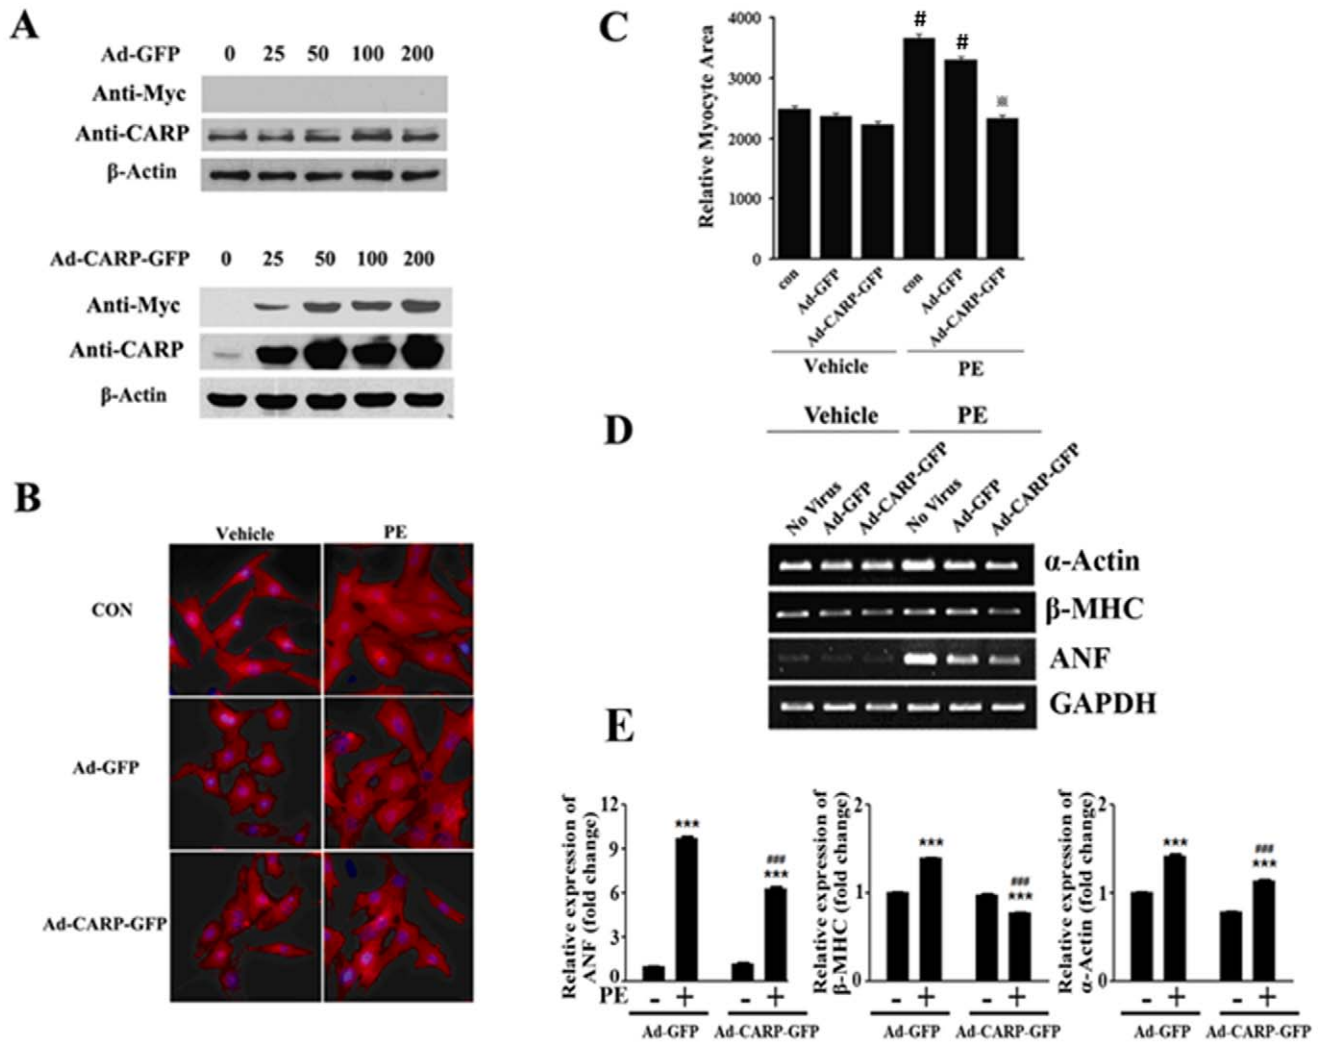 A
Ad-GFP 0 25 50 100 200
Anti-Myc
Anti-CARP
β-Actin
Ad-CARP-GFP 0 25 50 100 200
Anti-Myc
Anti-CARP
β-Actin
B
Vehicle PE
CON
Ad-GFP
Ad-CARP-GFP
C
Relative Myocyte Area
4000
3000
2000
1000
0
# # ※
con Ad-GFP Ad-CARP-GFP con Ad-GFP Ad-CARP-GFP
Vehicle PE
D
Vehicle PE
No Virus Ad-GFP Ad-CARP-GFP No Virus Ad-GFP Ad-CARP-GFP
α-Actin
β-MHC
ANF
GAPDH
E
Relative expression of
ANF (fold change)
12
9
6
3
0
***
###
***
PE - + - +
Ad-GFP Ad-CARP-GFP
Relative expression of
β-MHC (fold change)
2
1
0
***
###
***
- + - +
Ad-GFP Ad-CARP-GFP
Relative expression of
α-Actin (fold change)
2
1
0
***
###
***
- + - +
Ad-GFP Ad-CARP-GFP